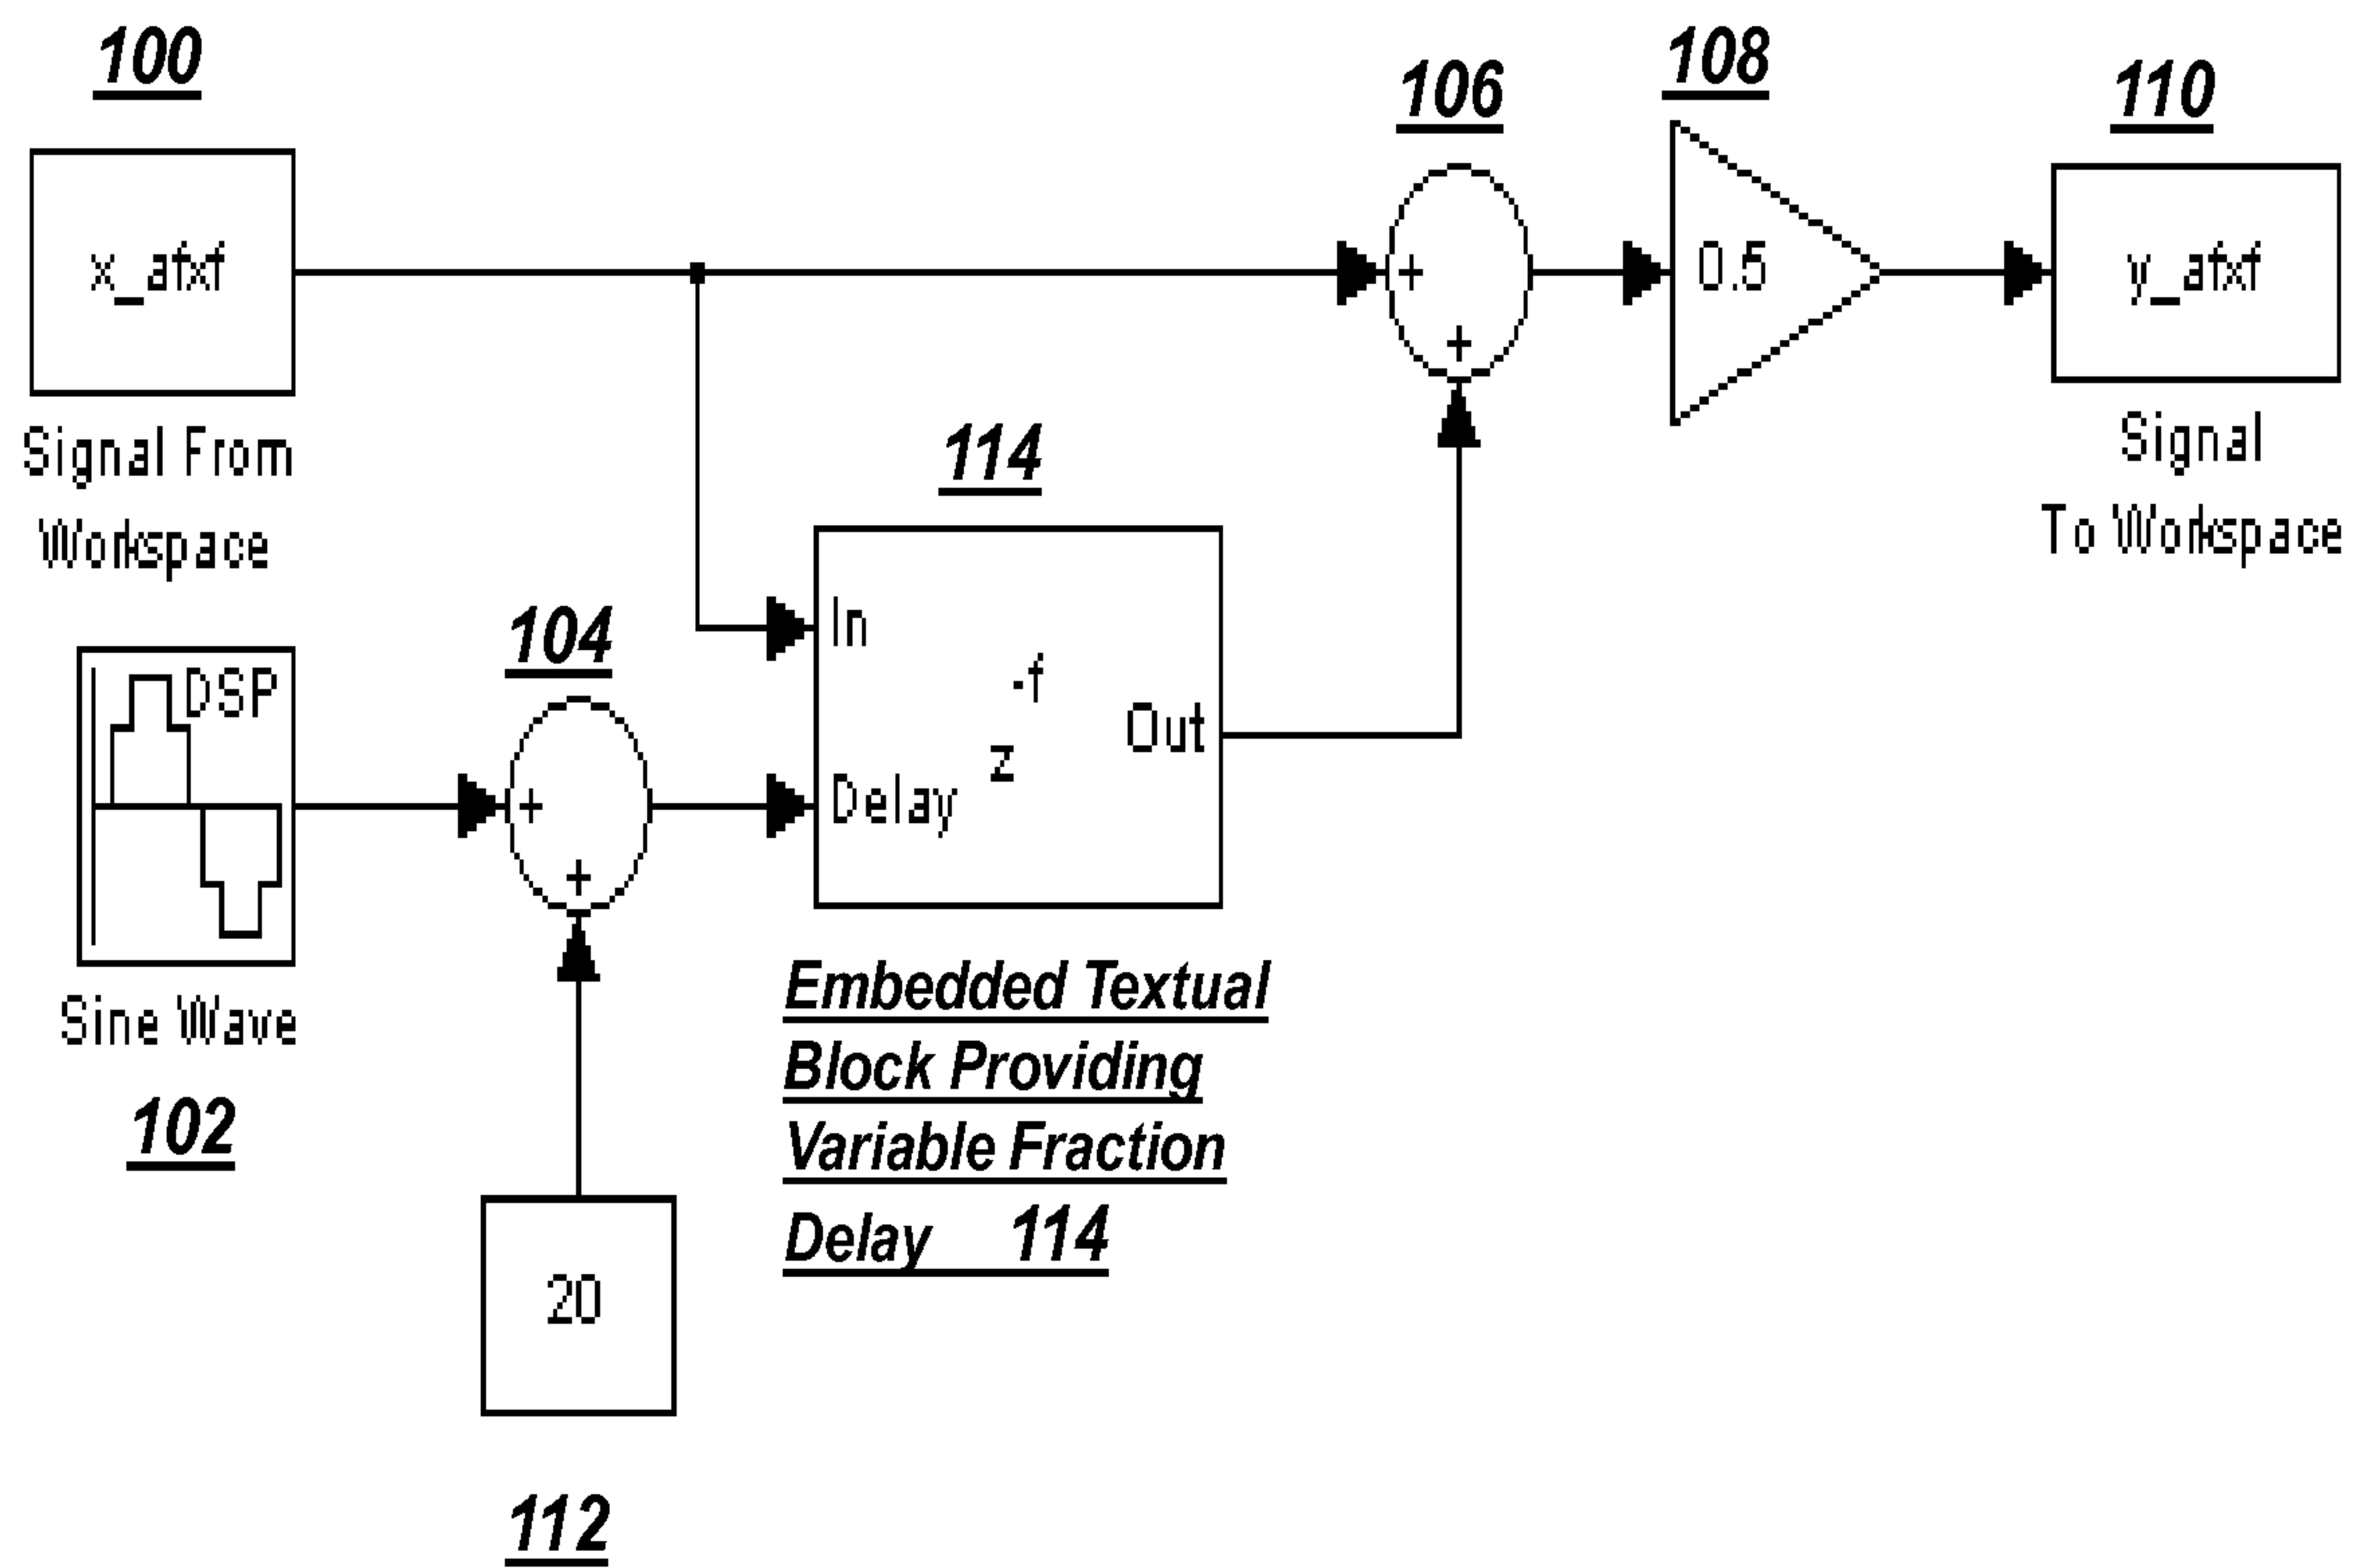 100
106
108
110
x_afxf
+
+
0.5
y_afxf
Signal From
Workspace
Signal
To Workspace
114
104
In
-f
z
Out
Delay
DSP
+
+
Sine Wave
102
Embedded Textual
Block Providing
Variable Fraction
Delay 114
20
112